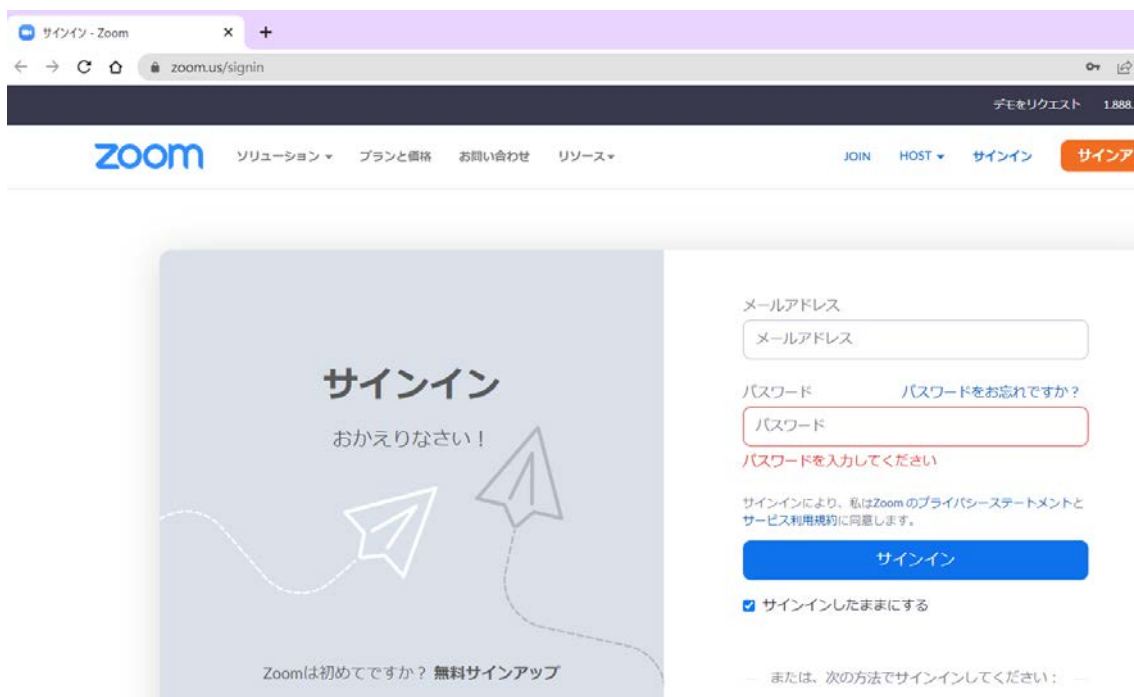 サインイン - Zoom
zoom.us/signin
デモをリクエスト 1.888.
zoom ソリューション プランと価格 お問い合わせ リソース JOIN HOST サインイン サインア
メールアドレス
メールアドレス
サインイン
おかえりなさい！
パスワード パスワードをお忘れですか？
パスワード
パスワードを入力してください
サインインにより、私はZoom のプライバシーステートメントと
サービス利用規約に同意します。
サインイン
サインインしたままにする
Zoomは初めてですか？ 無料サインアップ
または、次の方法でサインインしてください：